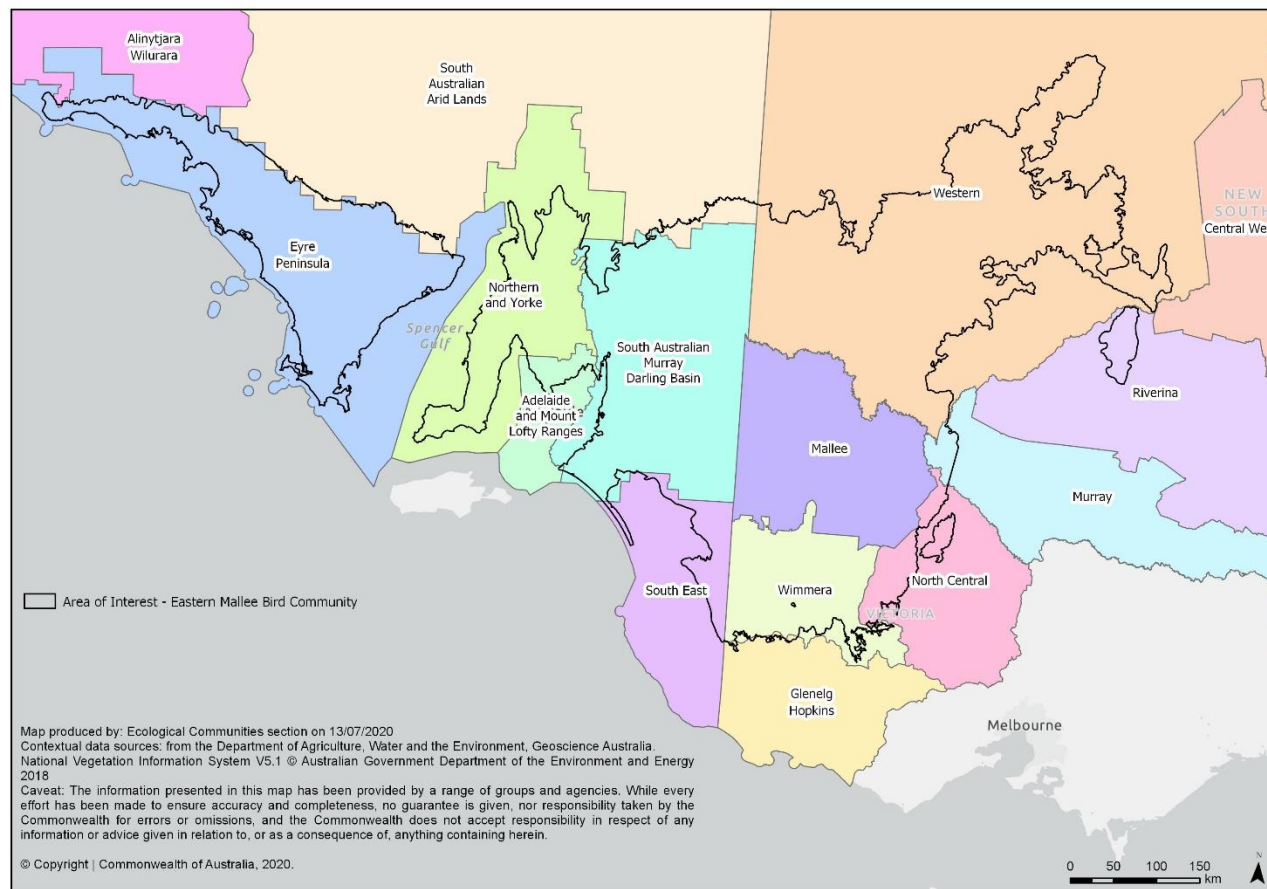 Alinytjara
Wilurara
South
Australian
Arid Lands
Western
NEW
SOUTH
Central We
Eyre
Peninsula
Northern
and Yorke
Spencer
Gulf
South Australian
Murray
Darling Basin
Adelaide
and Mount
Lofty Ranges
Riverina
Mallee
Murray
North Central
South East
Wimmera
VICTORIA
Area of Interest - Eastern Mallee Bird Community
Glenelg
Hopkins
Melbourne
Map produced by: Ecological Communities section on 13/07/2020
Contextual data sources: from the Department of Agriculture, Water and the Environment, Geoscience Australia.
National Vegetation Information System V5.1 © Australian Government Department of the Environment and Energy
2018
Caveat: The information presented in this map has been provided by a range of groups and agencies. While every
effort has been made to ensure accuracy and completeness, no guarantee is given, nor responsibility taken by the
Commonwealth for errors or omissions, and the Commonwealth does not accept responsibility in respect of any
information or advice given in relation to, or as a consequence of, anything containing herein.
© Copyright | Commonwealth of Australia, 2020.
0 50 100 150
km
N